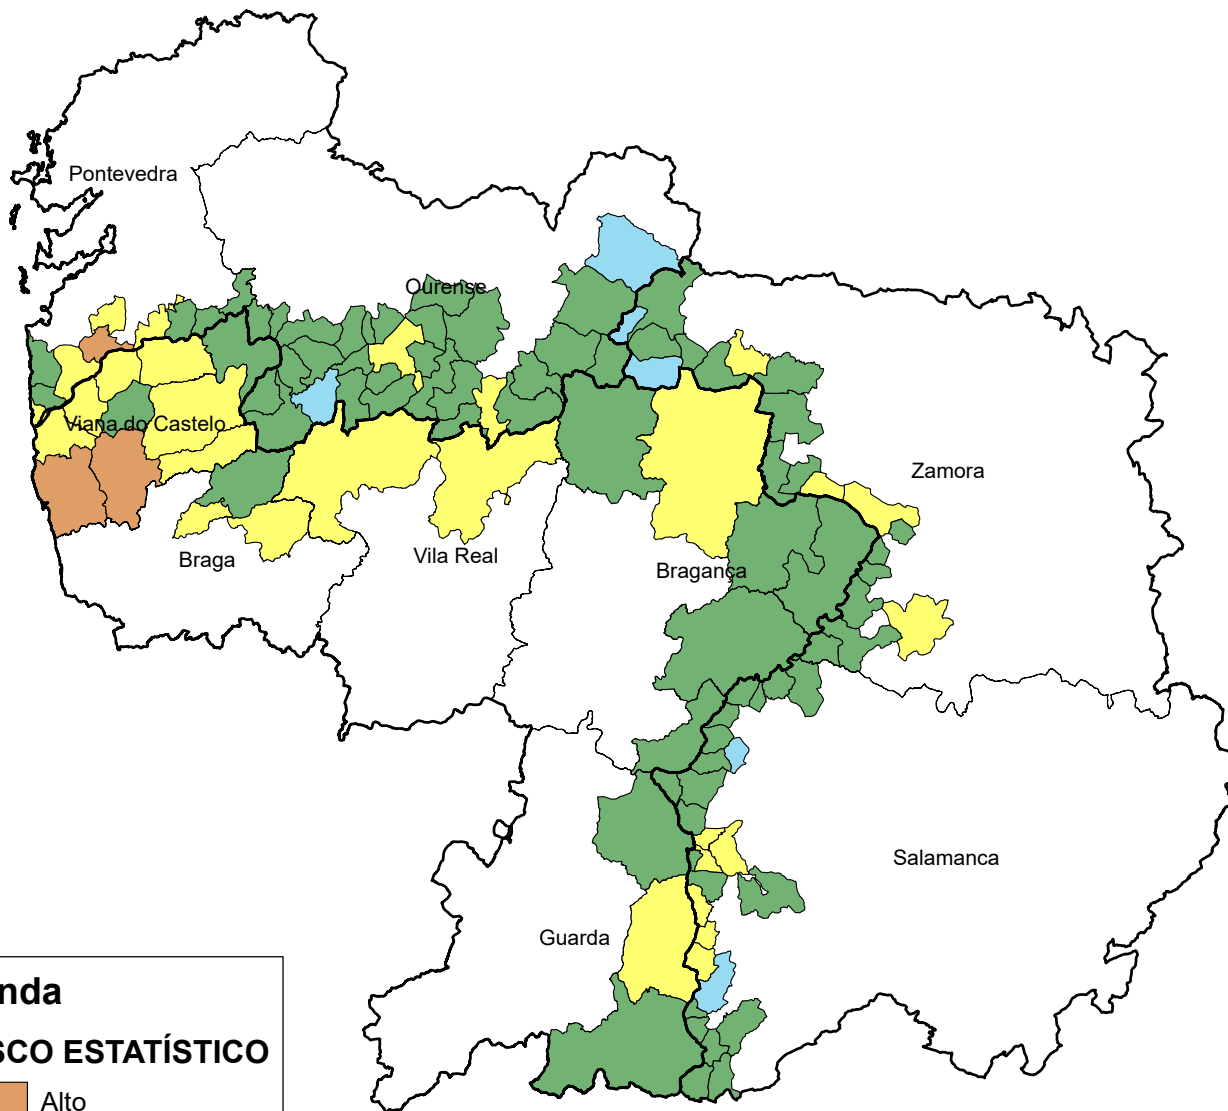 Pontevedra
Ourense
Viana do Castelo
Zamora
Braga
Vila Real
Bragança
Salamanca
Guarda
nda
SCO ESTATÍSTICO
Alto